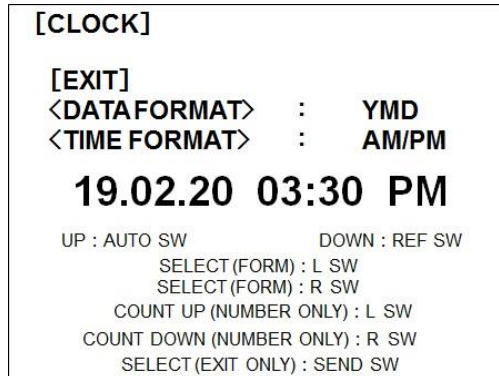 [CLOCK]
[EXIT]
<DATAFORMAT> : YMD
<TIME FORMAT> : AM/PM
19.02.20 03:30 PM
UP : AUTO SW DOWN : REF SW
SELECT(FORM) : L SW
SELECT(FORM) : R SW
COUNT UP (NUMBER ONLY) : L SW
COUNT DOWN (NUMBER ONLY) : R SW
SELECT(EXIT ONLY) : SEND SW